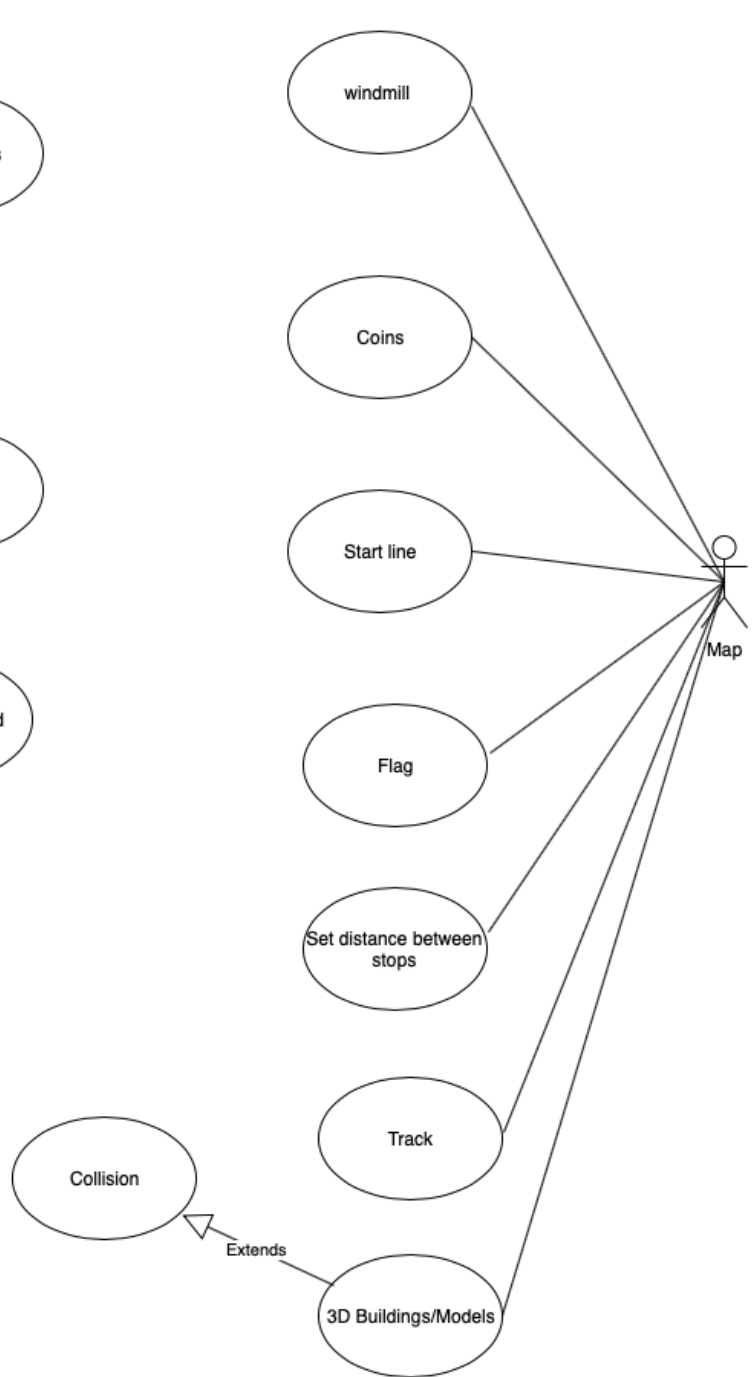 windmill
Coins
Start line
Map
Flag
Set distance between
stops
Track
Collision
Extends
3D Buildings/Models